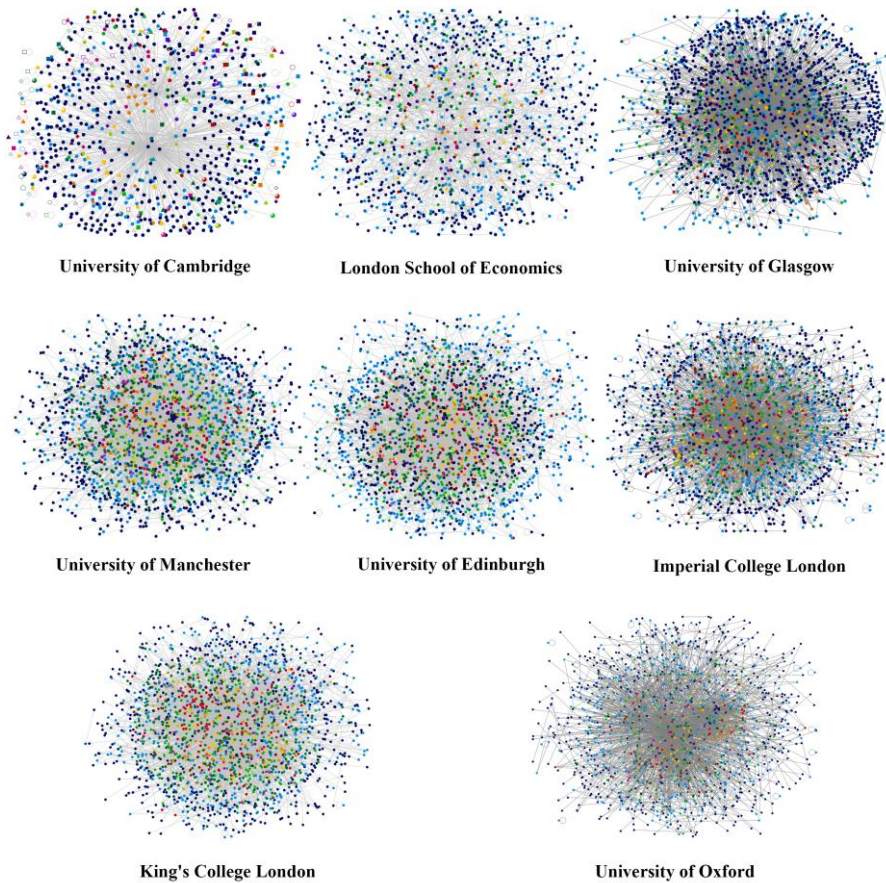 University of Cambridge
London School of Economics
University of Glasgow
University of Manchester
University of Edinburgh
Imperial College London
King's College London
University of Oxford